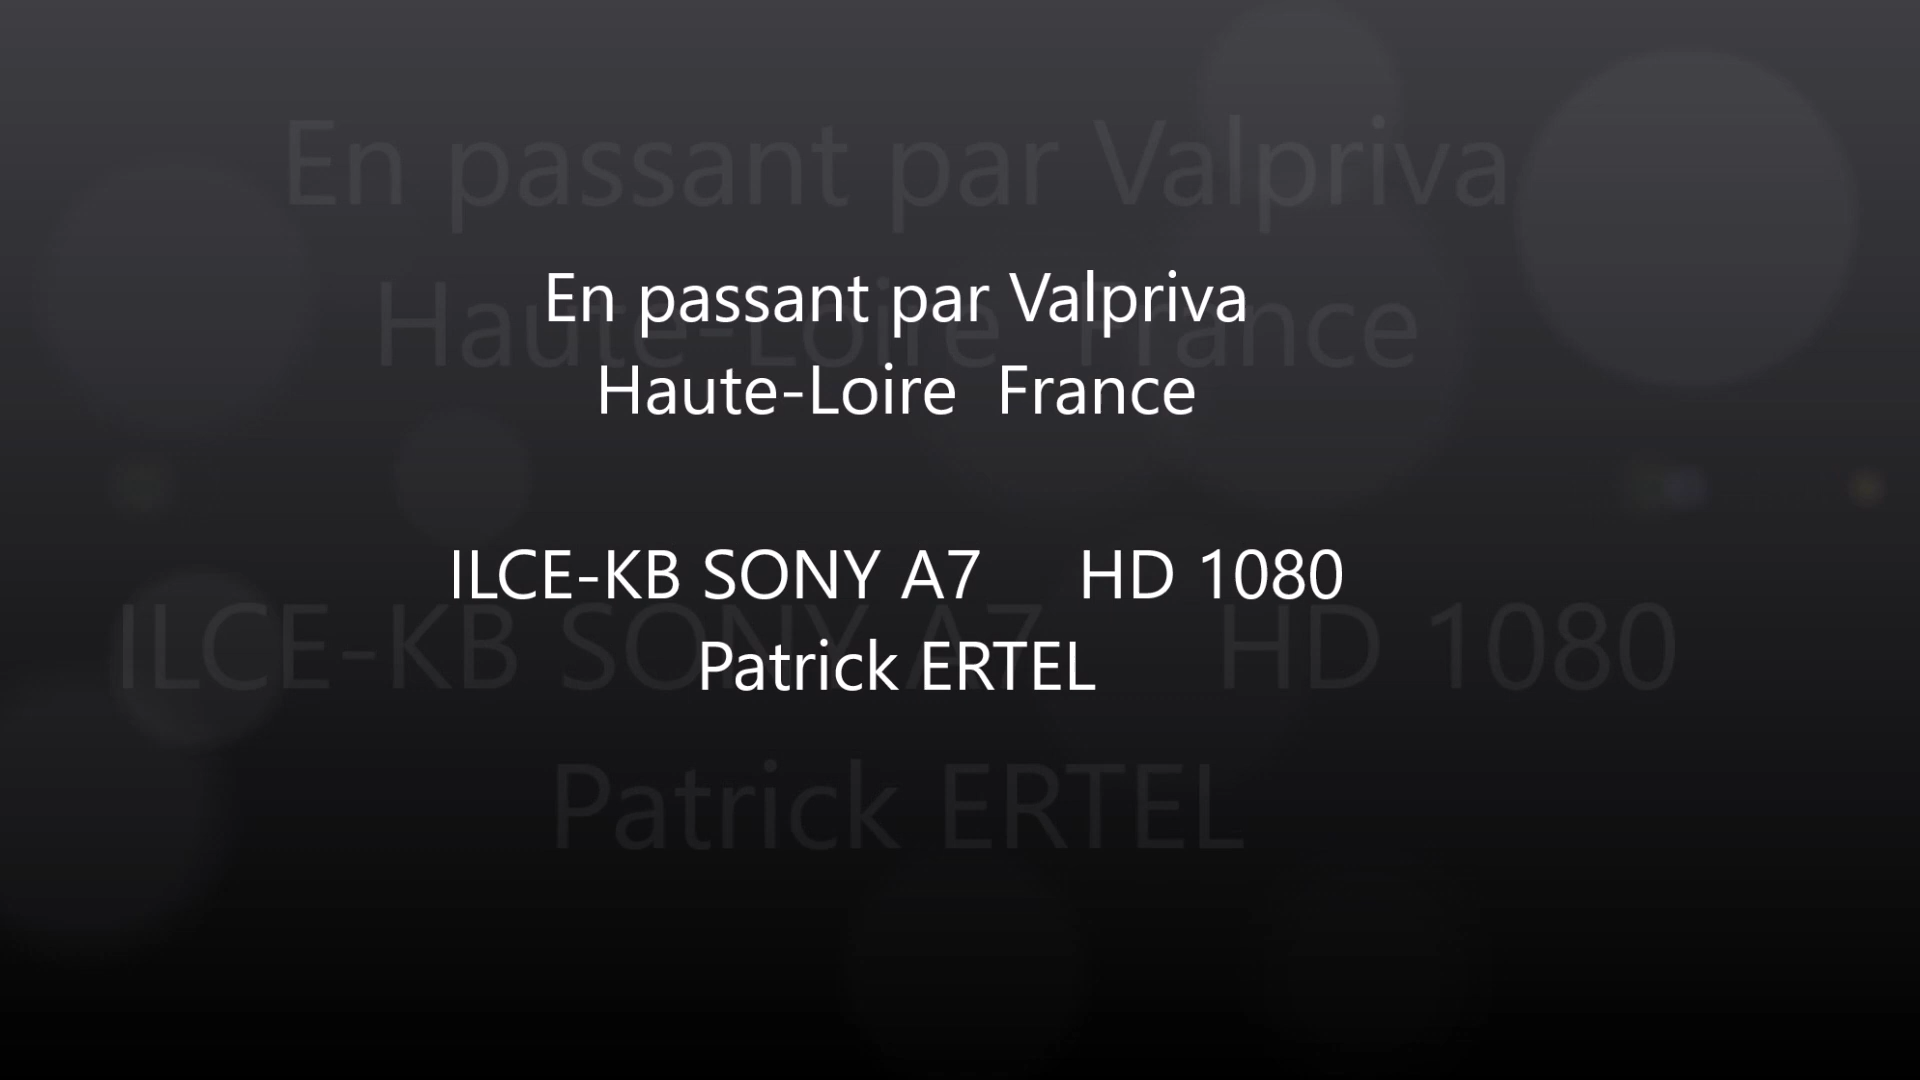 En passant par Valpriva
Haute-Loire  France
ILCE-KB SONY A7     HD 1080
Patrick ERTEL